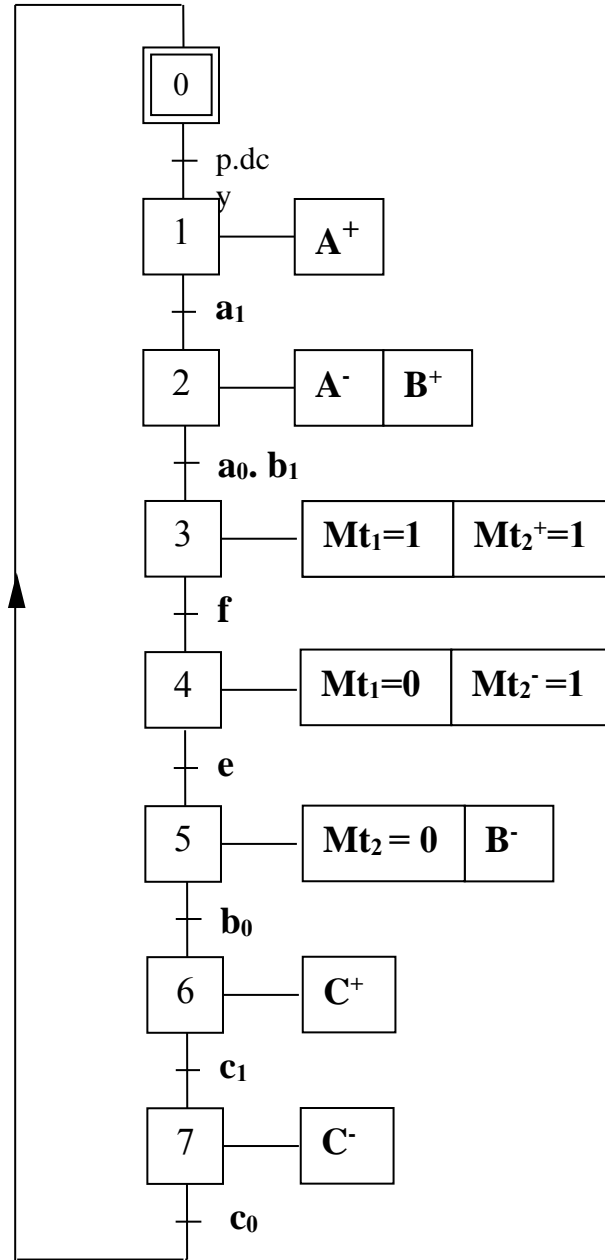 0
p.dc
y
1 A⁺
a₁
2 A⁻ B⁺
a₀. b₁
3 Mt₁=1 Mt₂⁺=1
f
4 Mt₁=0 Mt₂⁻=1
e
5 Mt₂ = 0 B⁻
b₀
6 C⁺
c₁
7 C⁻
c₀